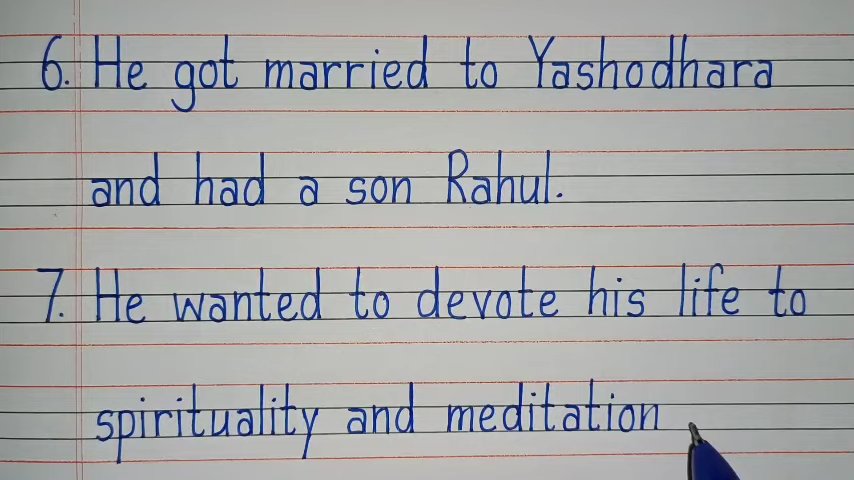 6. He got married to Yashodhara
and had a son Rahul.
7. He wanted to devote his life to
spirituality and meditation